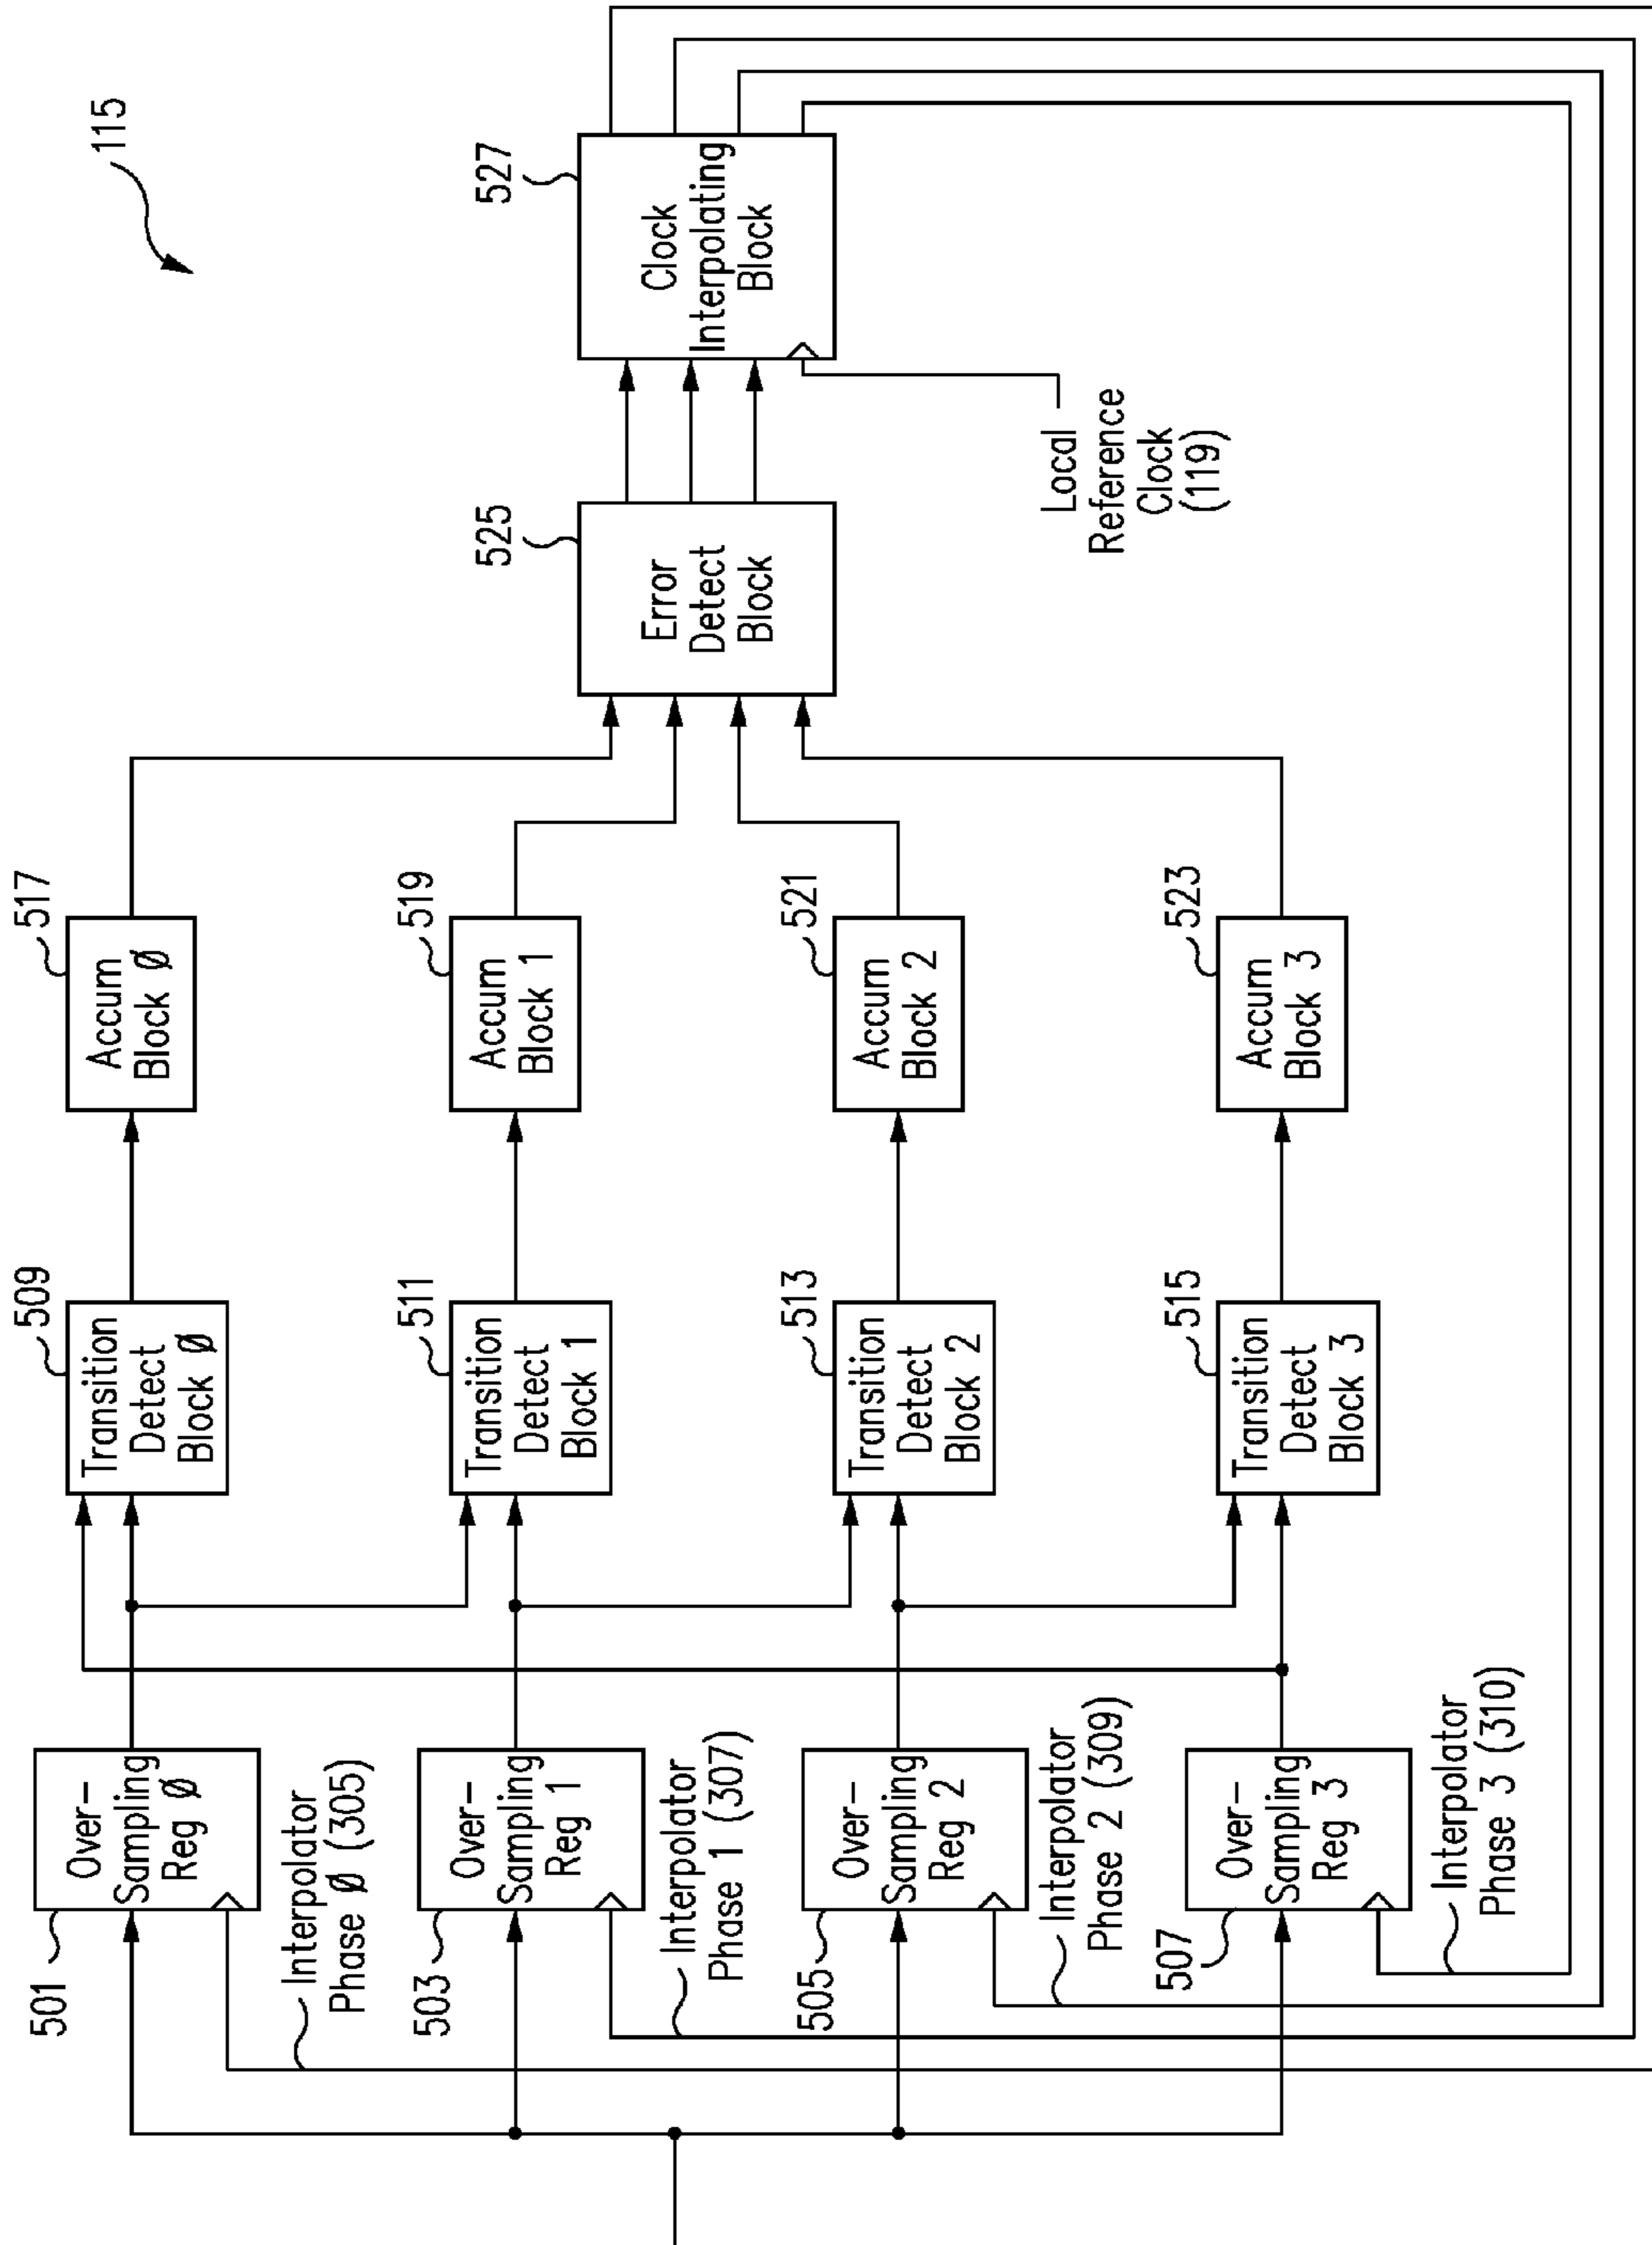 115
501
Over-
Sampling
Reg Ø
Interpolator
Phase Ø (305)
509
Transition
Detect
Block Ø
517
Accum
Block Ø
503
Over-
Sampling
Reg 1
Interpolator
Phase 1 (307)
511
Transition
Detect
Block 1
519
Accum
Block 1
505
Over-
Sampling
Reg 2
Interpolator
Phase 2 (309)
513
Transition
Detect
Block 2
521
Accum
Block 2
507
Over-
Sampling
Reg 3
Interpolator
Phase 3 (310)
515
Transition
Detect
Block 3
523
Accum
Block 3
525
Error
Detect
Block
527
Clock
Interpolating
Block
Local
Reference
Clock
(119)